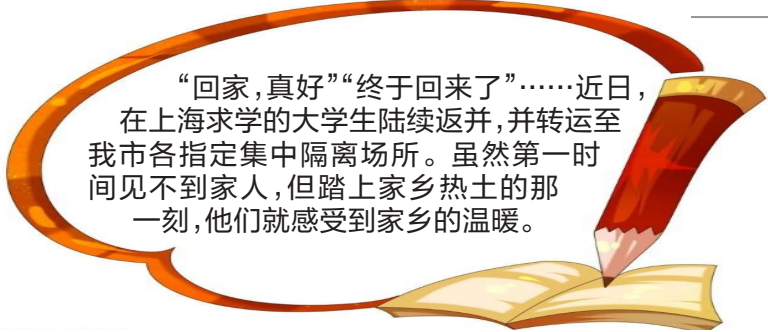 “回家,真好”“终于回来了”……近日,
在上海求学的大学生陆续返并,并转运至
我市各指定集中隔离场所。虽然第一时
间见不到家人,但踏上家乡热土的那
一刻,他们就感受到家乡的温暖。